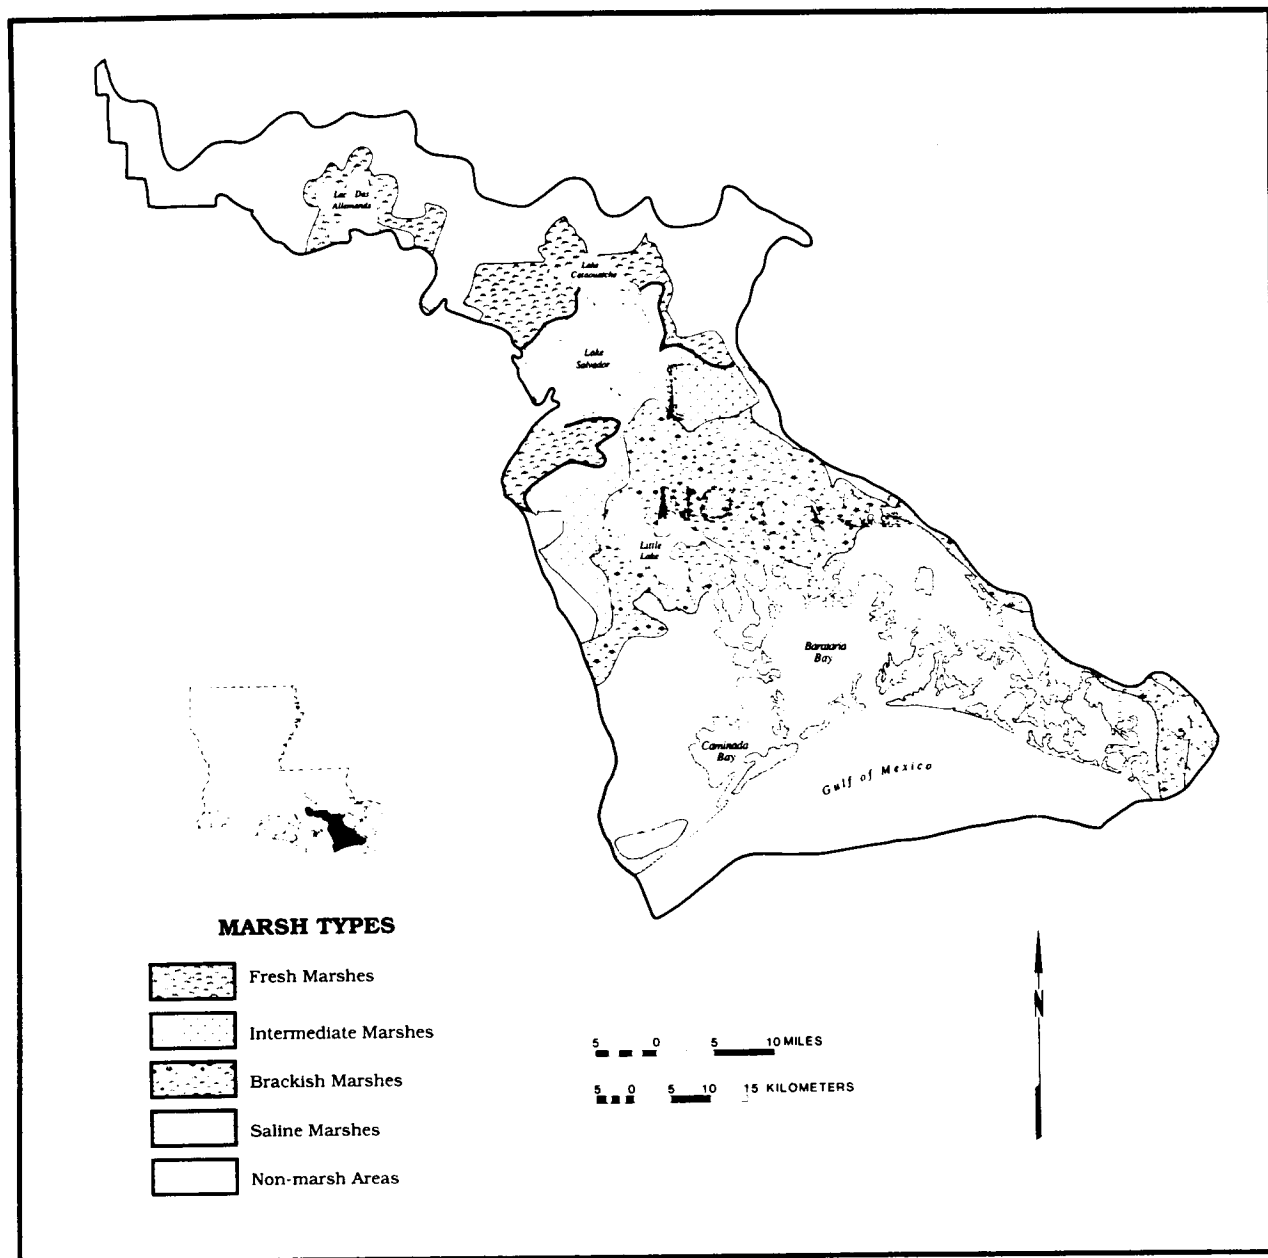 Lac Das
Allemands
Lake
Cataouatche
Lake
Salvador
Little
Lake
Barataria
Bay
Caminada
Bay
Gulf of Mexico
MARSH TYPES
Fresh Marshes
Intermediate Marshes
Brackish Marshes
Saline Marshes
Non-marsh Areas
5 0 5 10 MILES
5 0 5 10 15 KILOMETERS
N